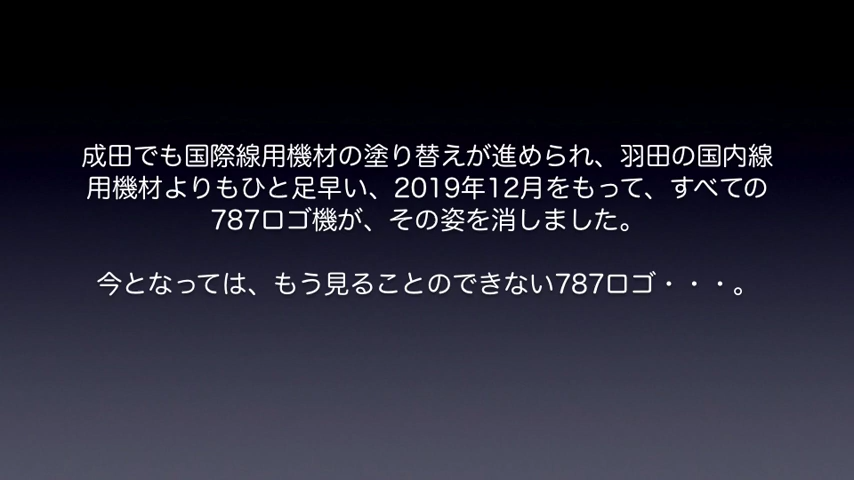 成田でも国際線用機材の塗り替えが進められ、羽田の国内線
用機材よりもひと足早い、2019年12月をもって、すべての
787ロゴ機が、その姿を消しました。
今となっては、もう見ることのできない787ロゴ・・・。